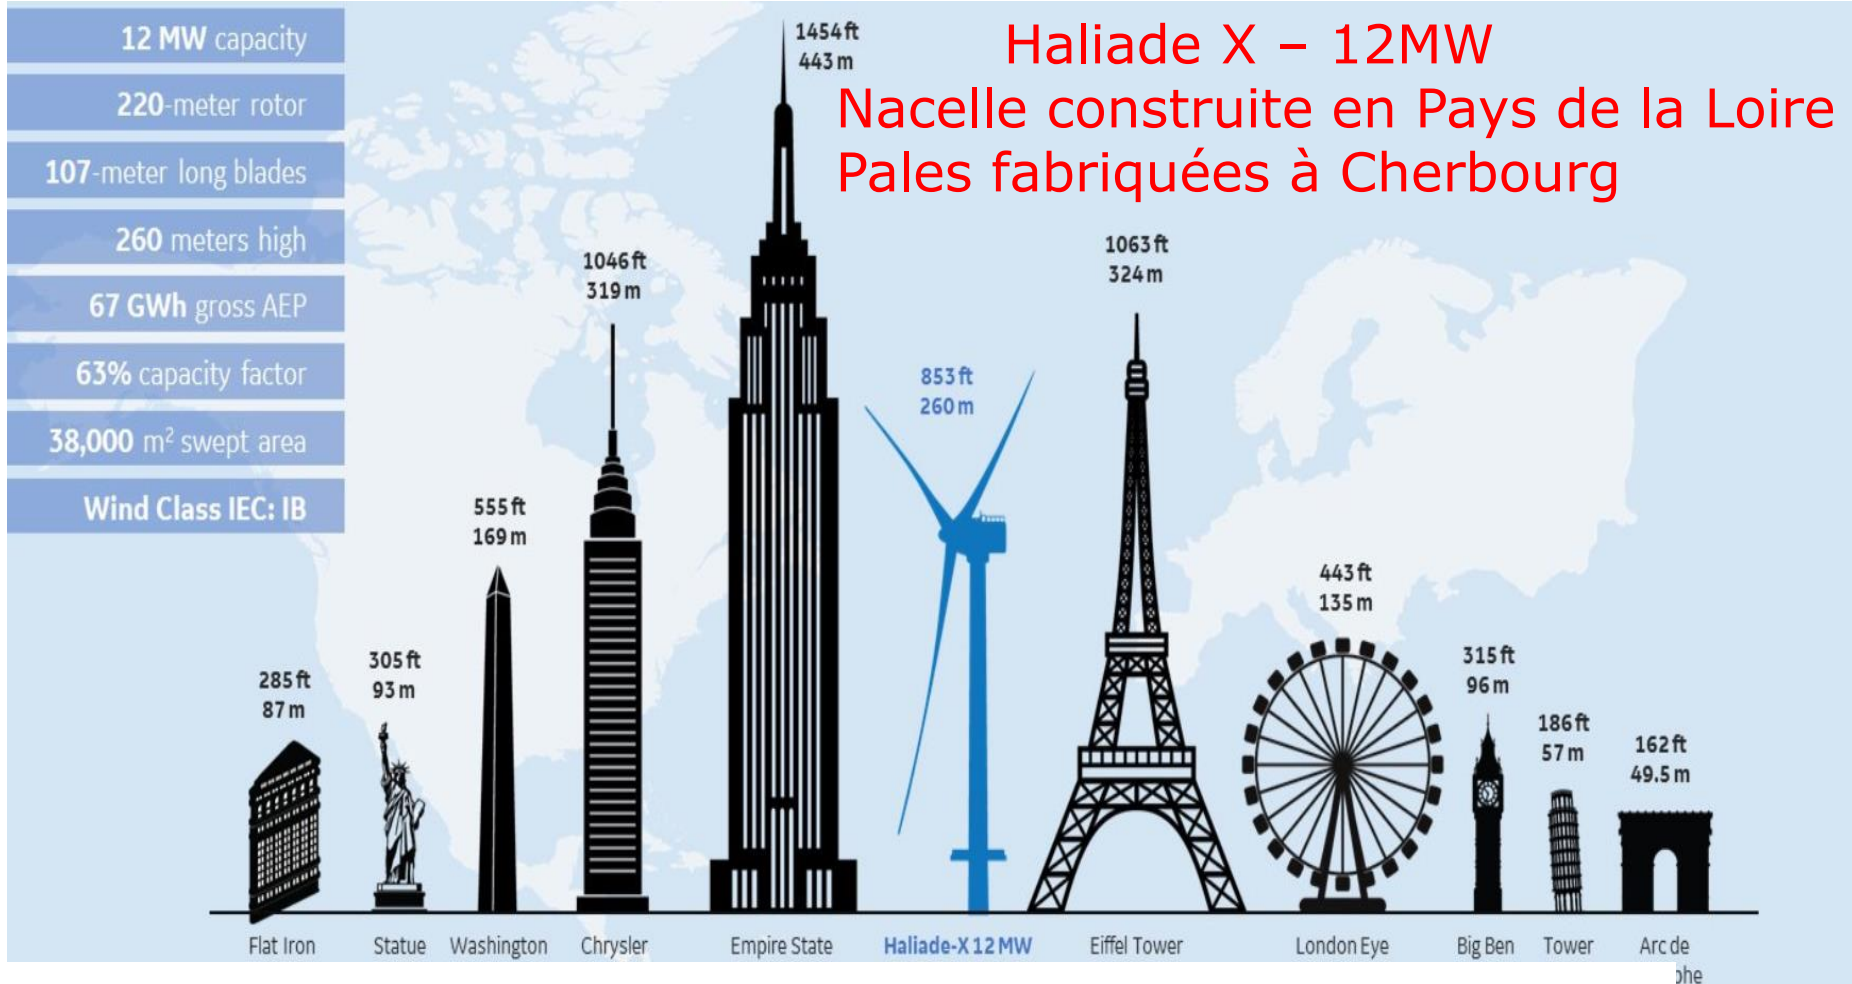 12 MW capacity
220-meter rotor
107-meter long blades
260 meters high
67 GWh gross AEP
63% capacity factor
38,000 m² swept area
Wind Class IEC: IB
Haliade X – 12MW
Nacelle construite en Pays de la Loire
Pales fabriquées à Cherbourg
285 ft
87 m
305 ft
93 m
555 ft
169 m
1046 ft
319 m
1454 ft
443 m
853 ft
260 m
1063 ft
324 m
443 ft
135 m
315 ft
96 m
186 ft
57 m
162 ft
49.5 m
Flat Iron
Statue
Washington
Chrysler
Empire State
Haliade-X 12 MW
Eiffel Tower
London Eye
Big Ben
Tower
Arc de